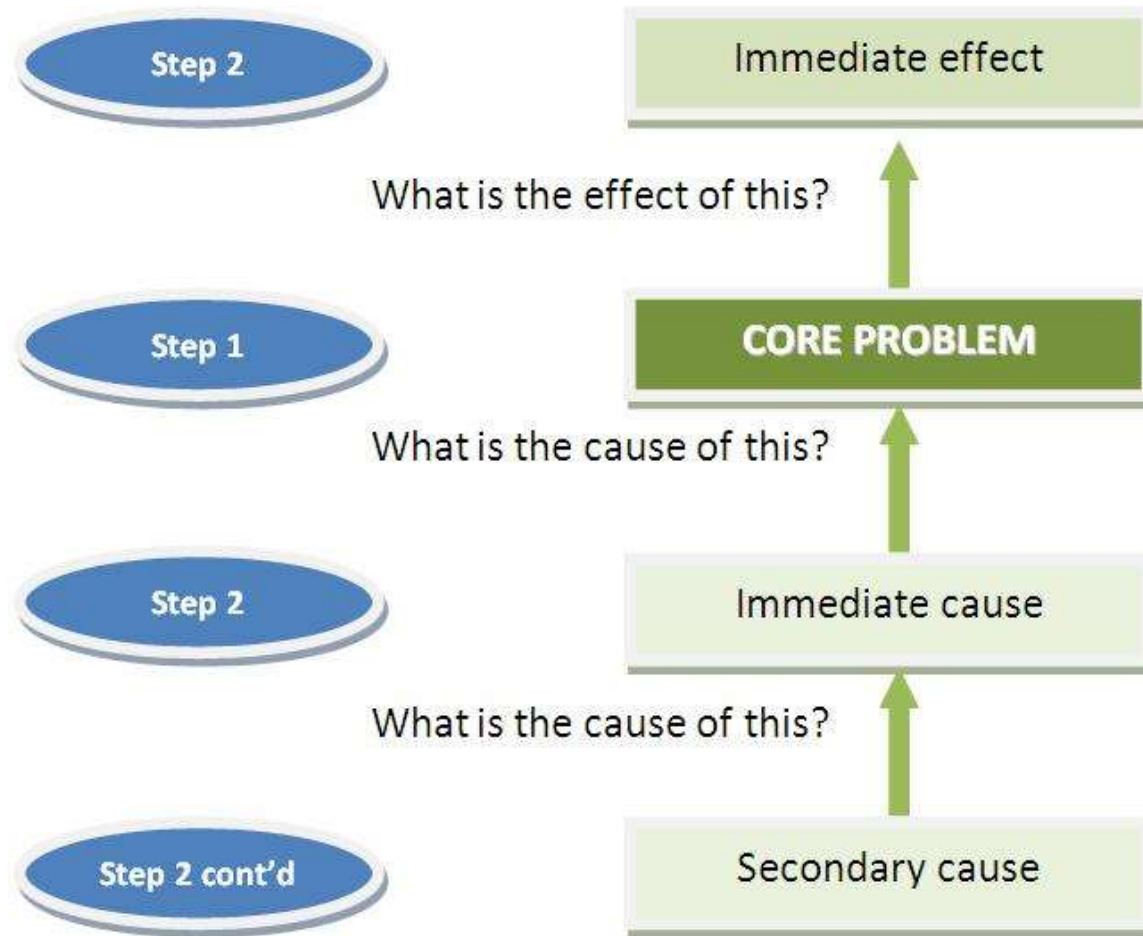 Step 2
Immediate effect
What is the effect of this?
Step 1
CORE PROBLEM
What is the cause of this?
Step 2
Immediate cause
What is the cause of this?
Step 2 cont’d
Secondary cause